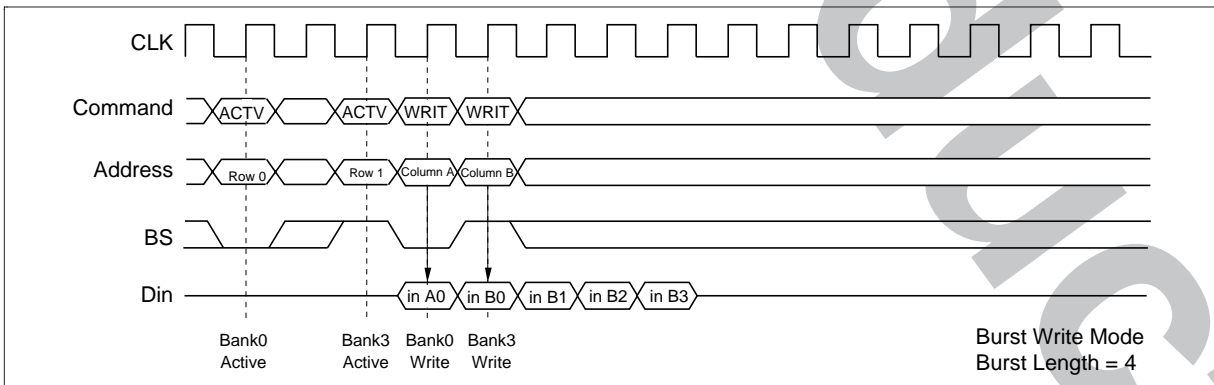 CLK
Command ACTV ACTV WRIT WRIT
Address Row 0 Row 1 Column A Column B
BS
Din in A0 in B0 in B1 in B2 in B3
Bank0 Bank3 Bank0 Bank3
Active Active Write Write
Burst Write Mode
Burst Length = 4